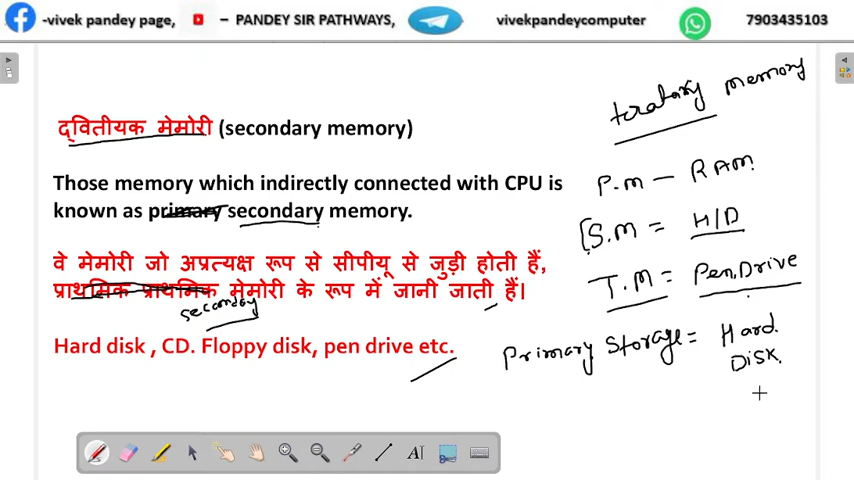 -vivek pandey page, – PANDEY SIR PATHWAYS, vivekpandeycomputer 7903435103
द्वितीयक मेमोरी (secondary memory)
Those memory which indirectly connected with CPU is
known as primary secondary memory.
वे मेमोरी जो अप्रत्यक्ष रूप से सीपीयू से जुड़ी होती हैं,
प्राथमिक प्राथमिक मेमोरी के रूप में जानी जाती हैं।
Hard disk , CD. Floppy disk, pen drive etc.
memory
P.M — RAM
S.M = H/D
T.M = Pen.Drive
Primary Storage = Hard
Disk.
AI